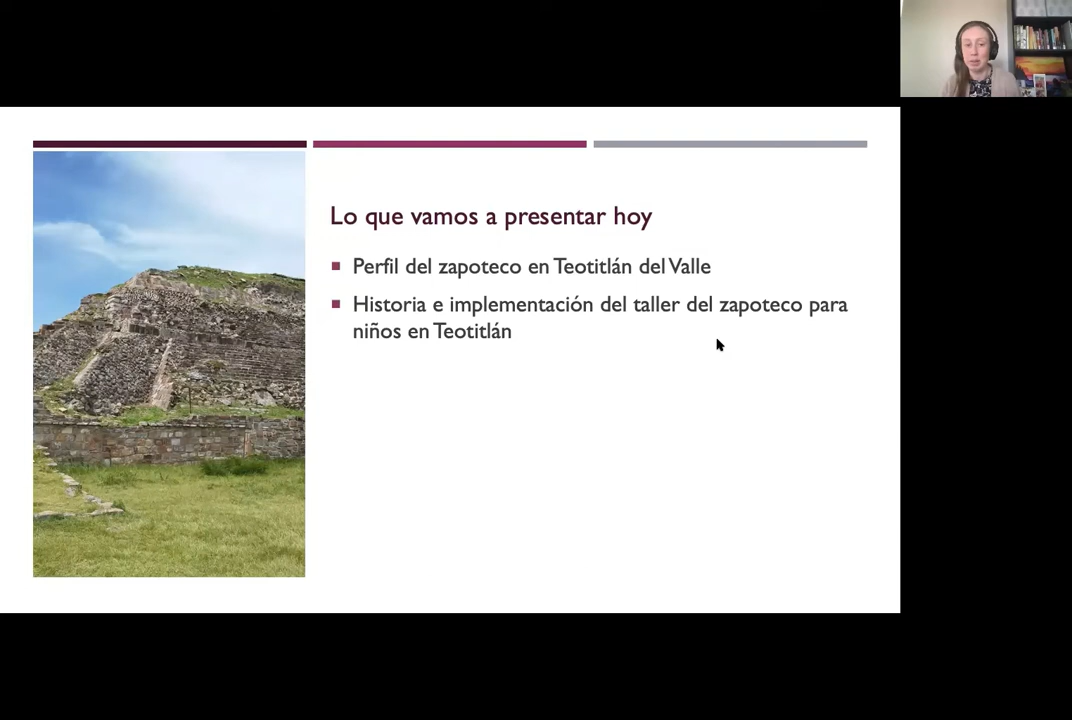 Lo que vamos a presentar hoy
Perfil del zapoteco en Teotitlán del Valle
Historia e implementación del taller del zapoteco para
niños en Teotitlán